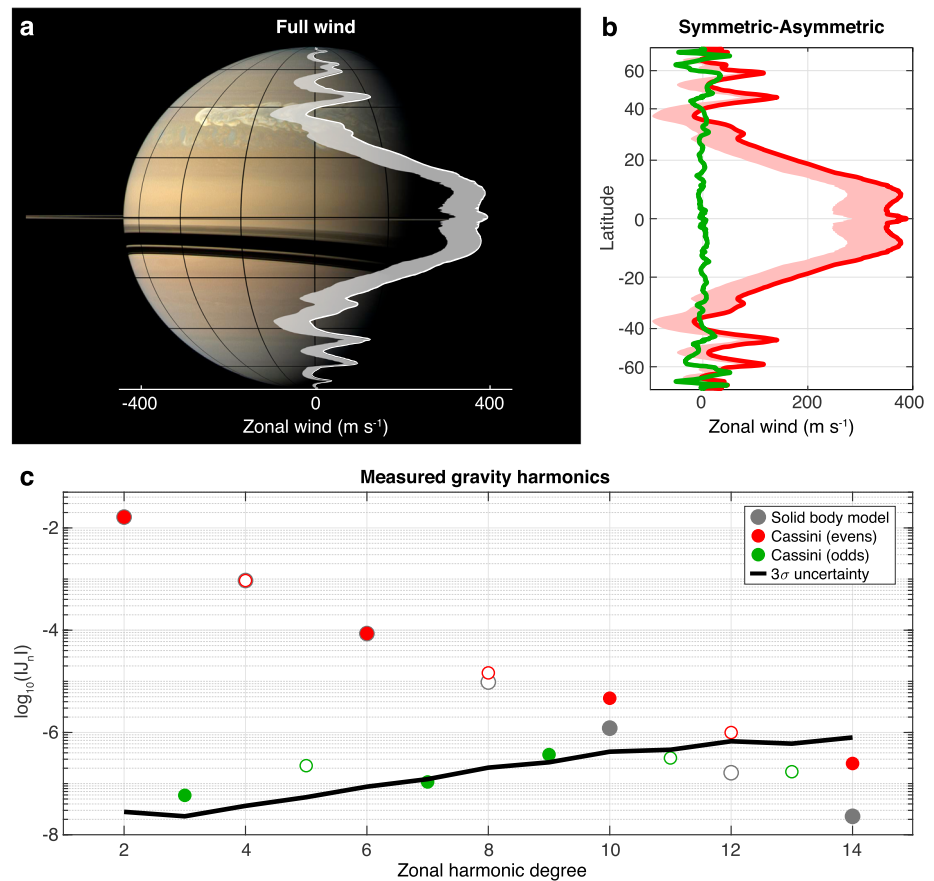 a
Full wind
-400
0
400
Zonal wind (m s⁻¹)
b
Symmetric-Asymmetric
Latitude
60
40
20
0
-20
-40
-60
0
200
400
Zonal wind (m s⁻¹)
c
Measured gravity harmonics
log₁₀(|Jₙ|)
-2
-4
-6
-8
Solid body model
Cassini (evens)
Cassini (odds)
3σ uncertainty
2
4
6
8
10
12
14
Zonal harmonic degree